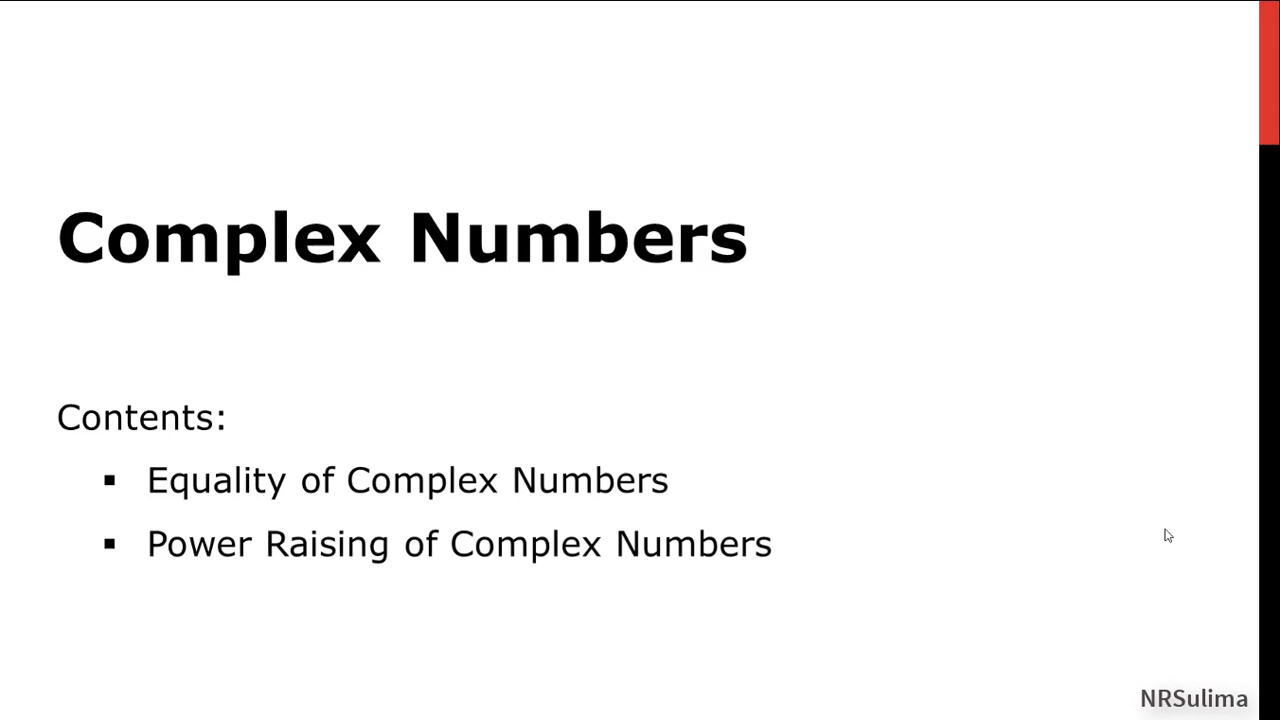 Complex Numbers
Contents:
▪ Equality of Complex Numbers
▪ Power Raising of Complex Numbers
NRSulima